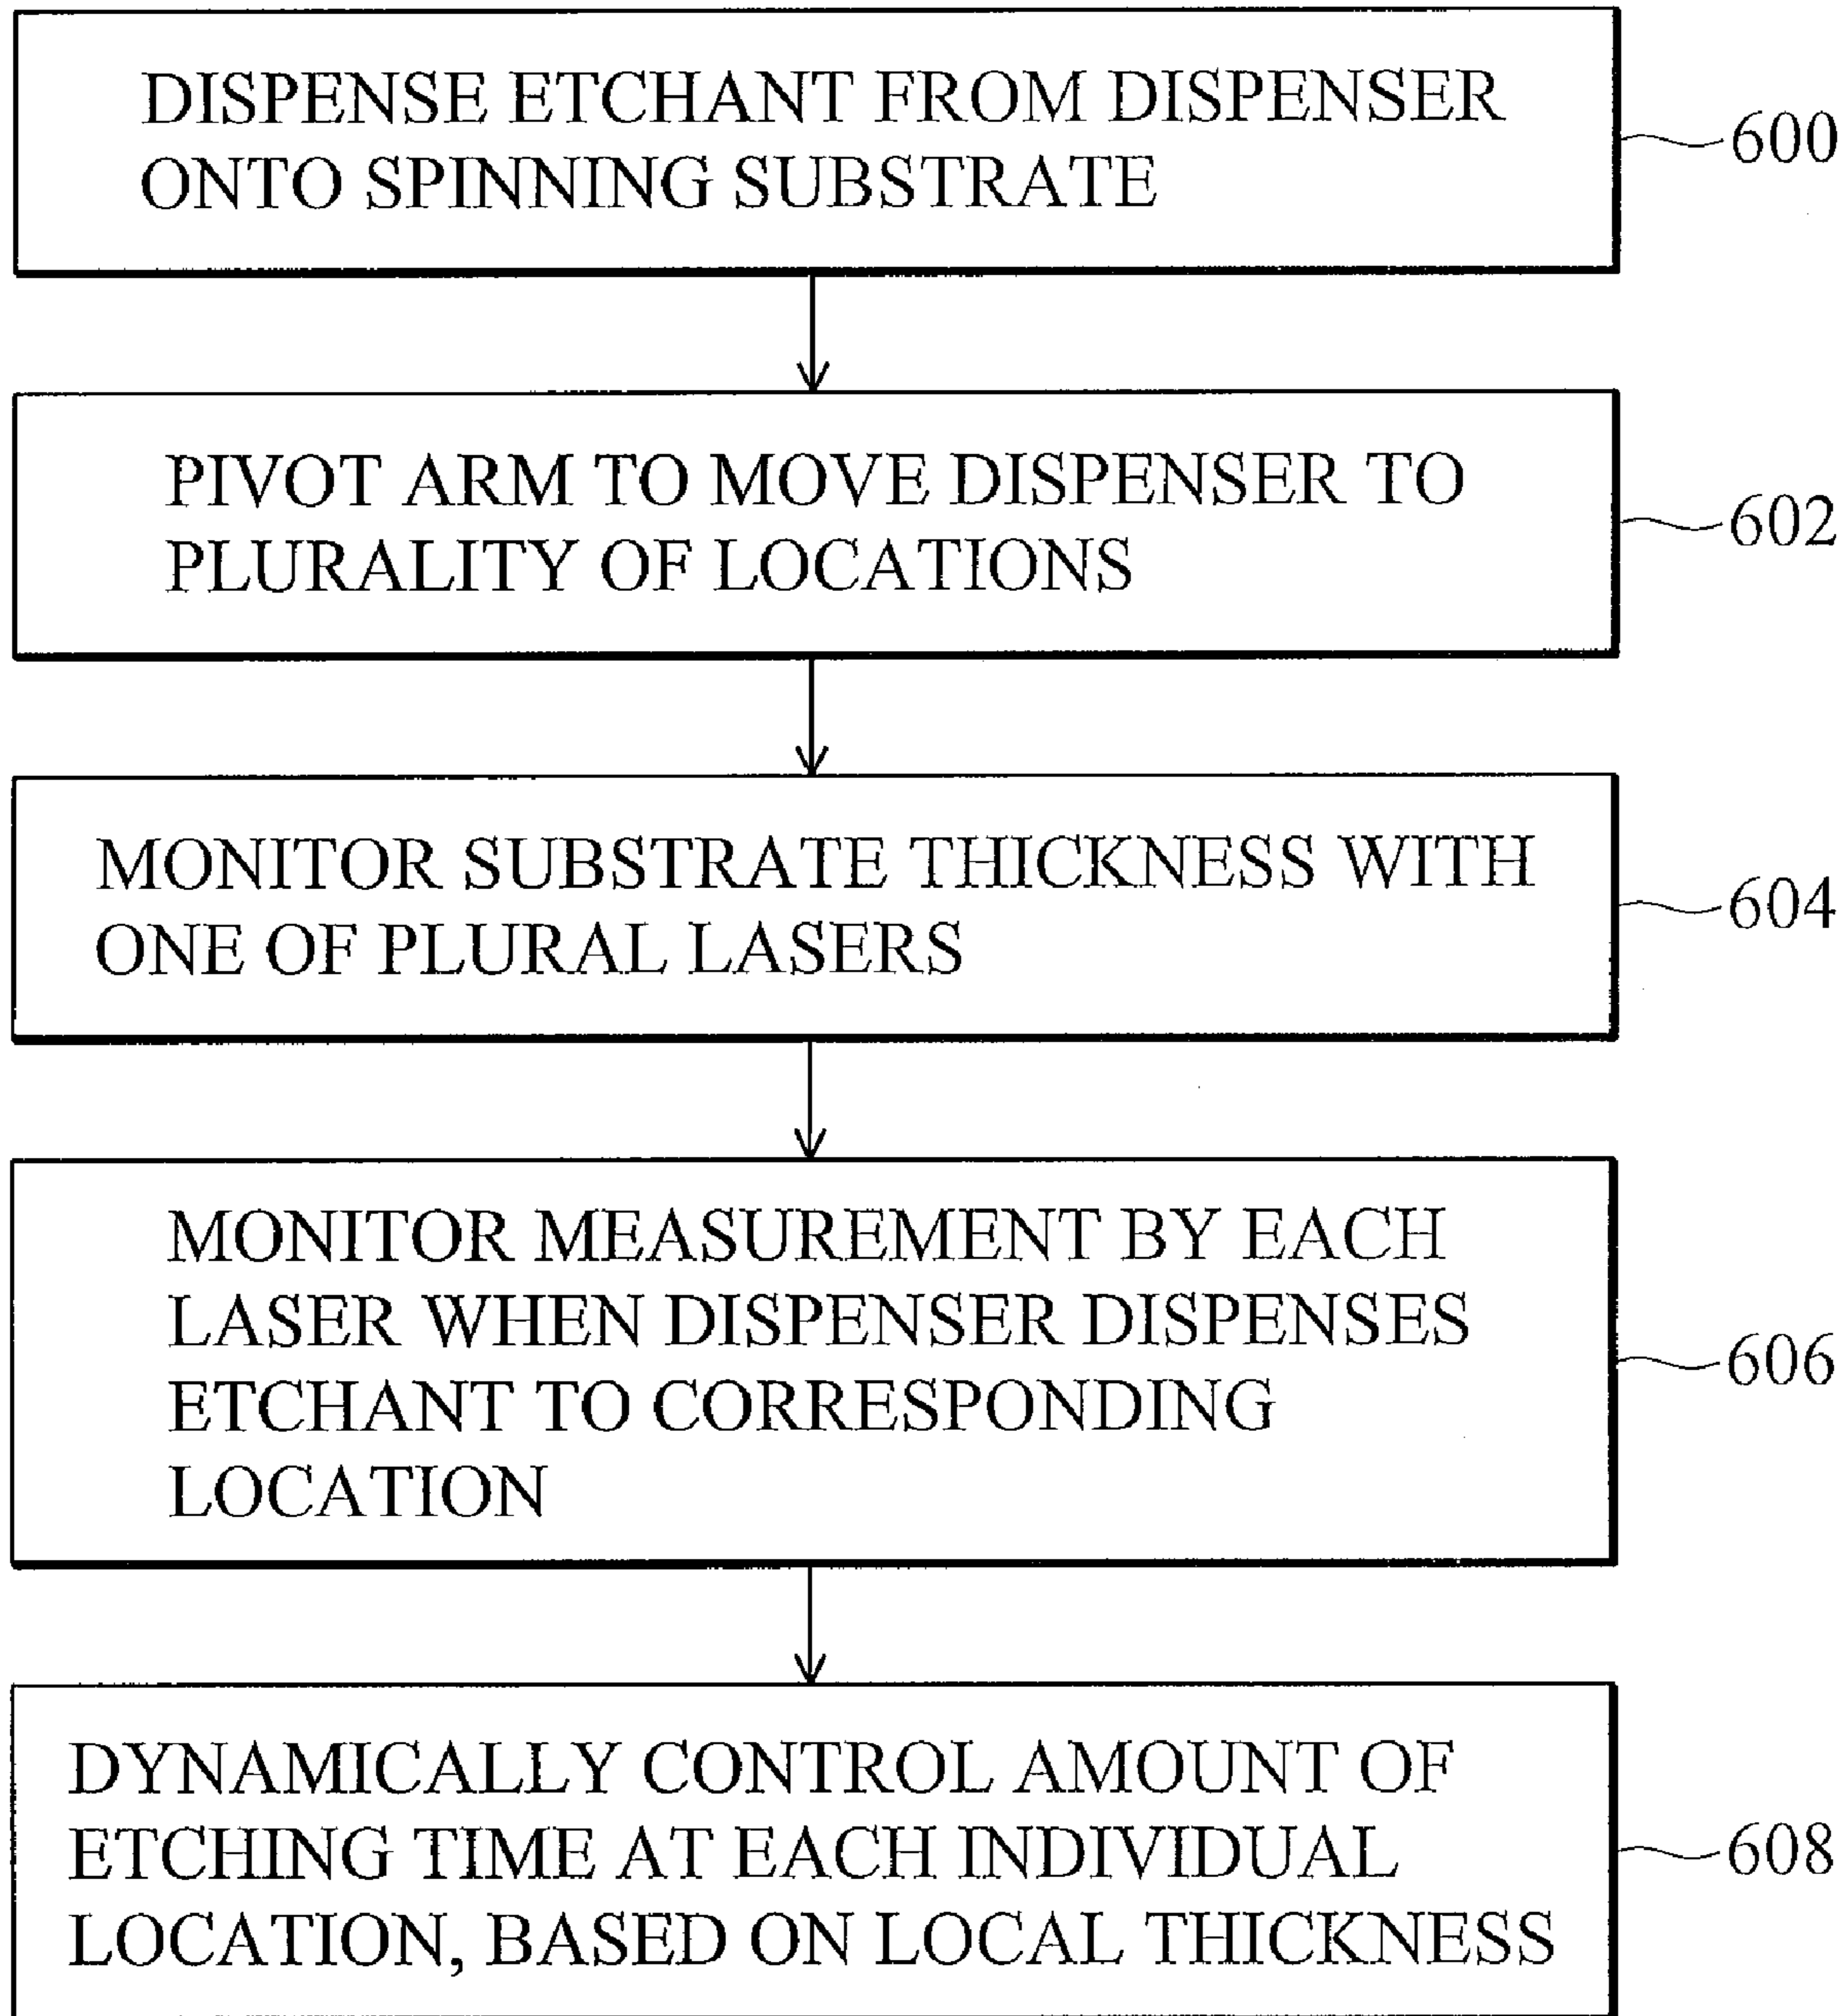 DISPENSE ETCHANT FROM DISPENSER
ONTO SPINNING SUBSTRATE
600
PIVOT ARM TO MOVE DISPENSER TO
PLURALITY OF LOCATIONS
602
MONITOR SUBSTRATE THICKNESS WITH
ONE OF PLURAL LASERS
604
MONITOR MEASUREMENT BY EACH
LASER WHEN DISPENSER DISPENSES
ETCHANT TO CORRESPONDING
LOCATION
606
DYNAMICALLY CONTROL AMOUNT OF
ETCHING TIME AT EACH INDIVIDUAL
LOCATION, BASED ON LOCAL THICKNESS
608